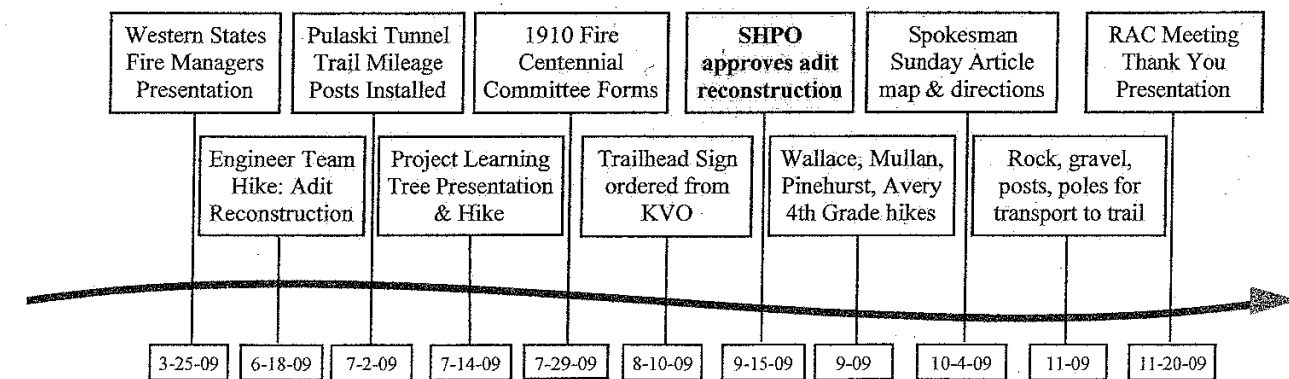 Western States
Fire Managers
Presentation
Pulaski Tunnel
Trail Mileage
Posts Installed
1910 Fire
Centennial
Committee Forms
SHPO
approves adit
reconstruction
Spokesman
Sunday Article
map & directions
RAC Meeting
Thank You
Presentation
Engineer Team
Hike: Adit
Reconstruction
Project Learning
Tree Presentation
& Hike
Trailhead Sign
ordered from
KVO
Wallace, Mullan,
Pinehurst, Avery
4th Grade hikes
Rock, gravel,
posts, poles for
transport to trail
3-25-09
6-18-09
7-2-09
7-14-09
7-29-09
8-10-09
9-15-09
9-09
10-4-09
11-09
11-20-09